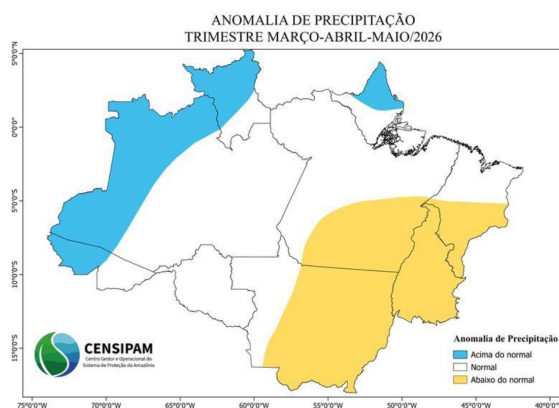 ANOMALIA DE PRECIPITAÇÃO
TRIMESTRE MARÇO-ABRIL-MAIO/2026
5°0'0"N
0°0'0"
5°0'0"S
10°0'0"S
15°0'0"S
CENSIPAM
Centro Gestor e Operacional do
Sistema de Proteção da Amazônia
Anomalia de Precipitação
Acima do normal
Normal
Abaixo do normal
75°0'0"W 70°0'0"W 65°0'0"W 60°0'0"W 55°0'0"W 50°0'0"W 45°0'0"W